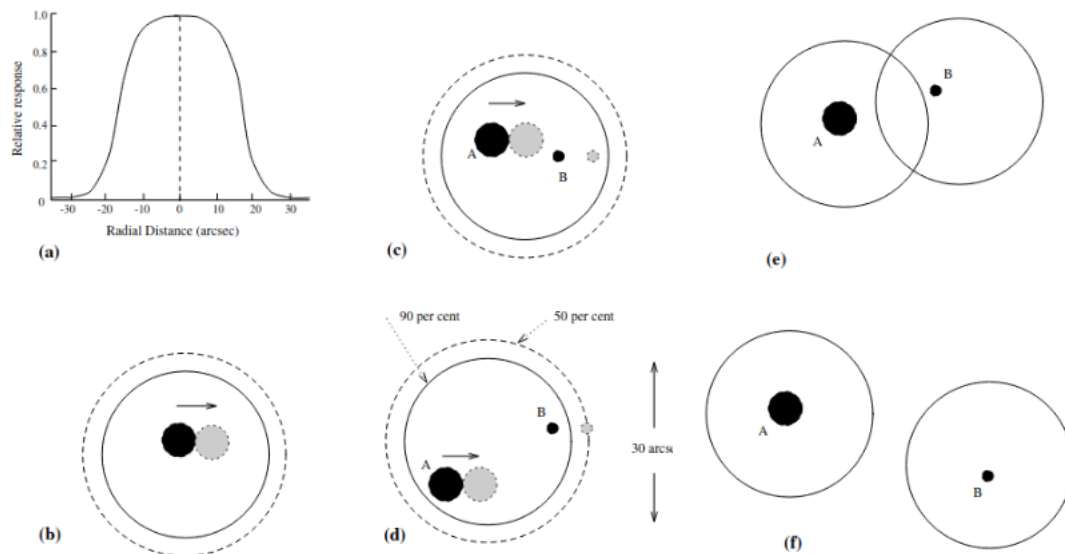 1.0
0.8
0.6
0.4
0.2
0
-30 -20 -10 0 10 20 30
Relative response
Radial Distance (arcsec)
(a)
A
B
(c)
A
B
(e)
(b)
90 per cent
50 per cent
A
B
30 arcs
(d)
A
B
(f)